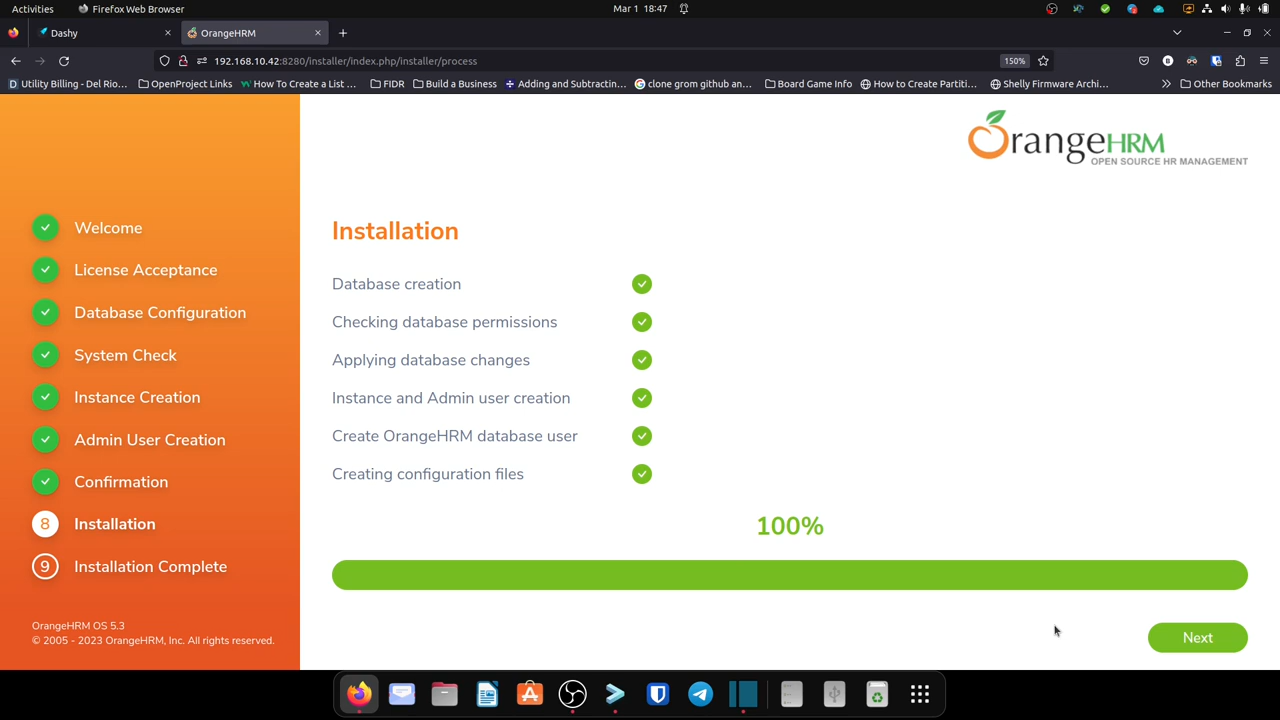 Activities
Firefox Web Browser
Mar 1 18:47
Dashy
OrangeHRM
192.168.10.42:8280/installer/index.php/installer/process
150%
Utility Billing - Del Rio...
OpenProject Links
How To Create a List ...
FIDR
Build a Business
Adding and Subtractin...
clone grom github an...
Board Game Info
How to Create Partiti...
Shelly Firmware Archi...
Other Bookmarks
OrangeHRM
OPEN SOURCE HR MANAGEMENT
Welcome
License Acceptance
Database Configuration
System Check
Instance Creation
Admin User Creation
Confirmation
8 Installation
9 Installation Complete
OrangeHRM OS 5.3
© 2005 - 2023 OrangeHRM, Inc. All rights reserved.
Installation
Database creation
Checking database permissions
Applying database changes
Instance and Admin user creation
Create OrangeHRM database user
Creating configuration files
100%
Next